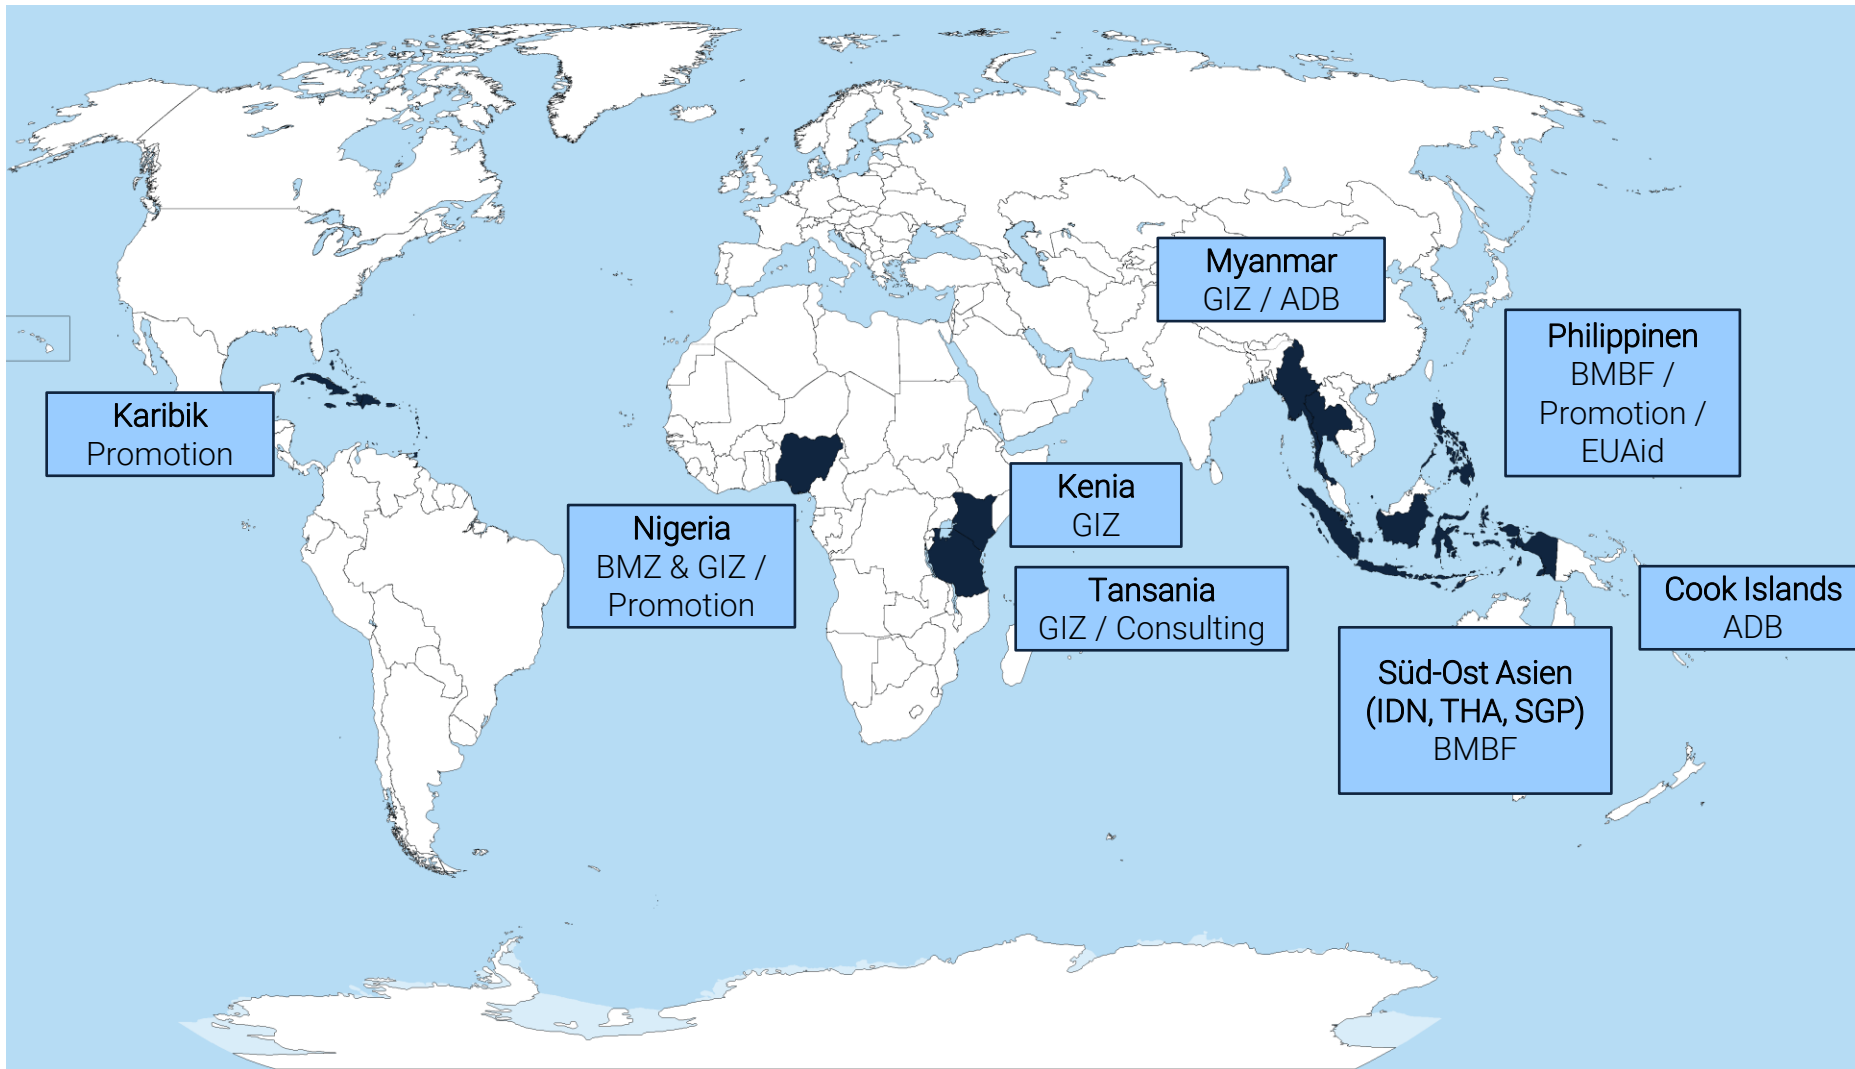 Myanmar
GIZ / ADB
Philippinen
BMBF /
Promotion /
EUAid
Karibik
Promotion
Kenia
GIZ
Nigeria
BMZ & GIZ /
Promotion
Tansania
GIZ / Consulting
Cook Islands
ADB
Süd-Ost Asien
(IDN, THA, SGP)
BMBF